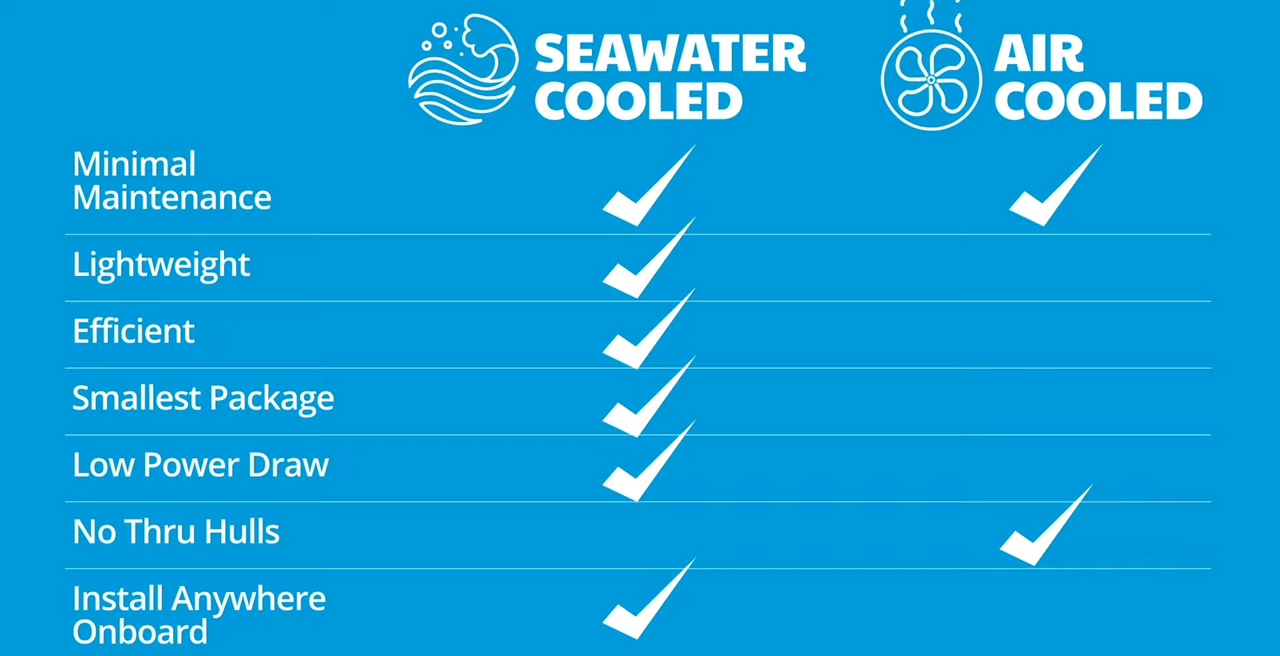 SEAWATER
COOLED
AIR
COOLED
Minimal
Maintenance
Lightweight
Efficient
Smallest Package
Low Power Draw
No Thru Hulls
Install Anywhere
Onboard